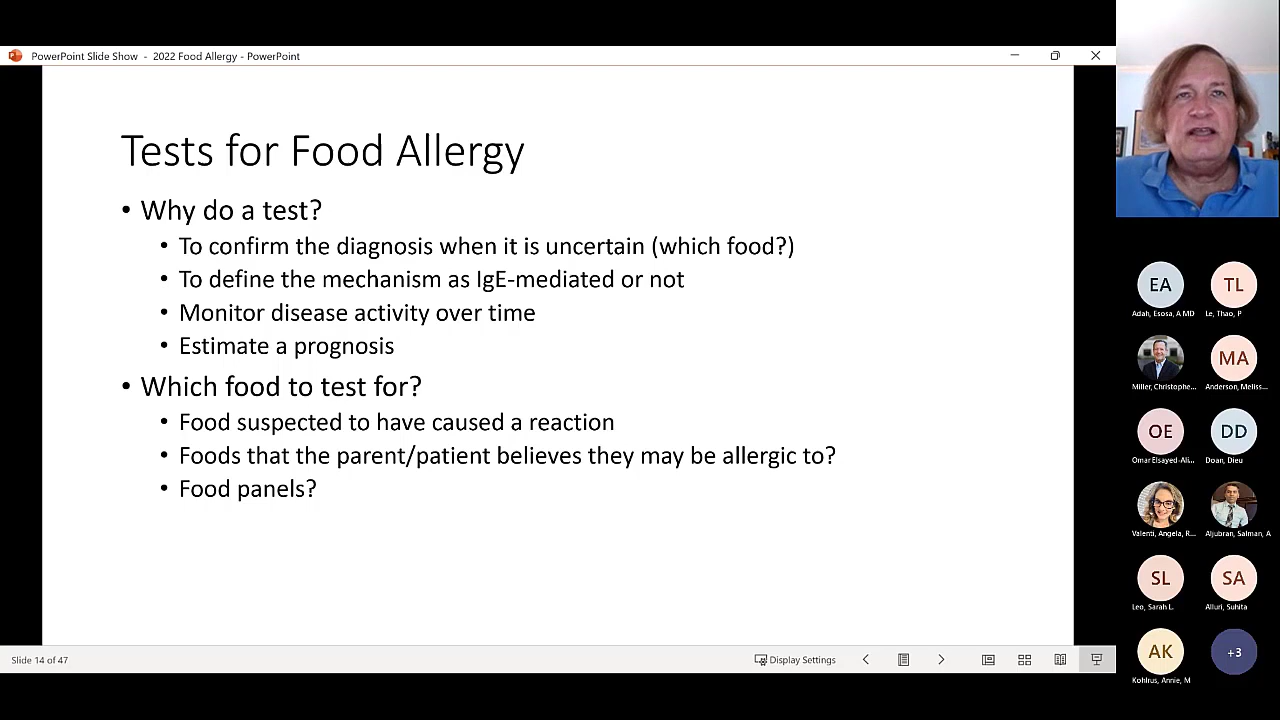 PowerPoint Slide Show - 2022 Food Allergy - PowerPoint
Tests for Food Allergy
• Why do a test?
• To confirm the diagnosis when it is uncertain (which food?)
• To define the mechanism as IgE-mediated or not
• Monitor disease activity over time
• Estimate a prognosis
• Which food to test for?
• Food suspected to have caused a reaction
• Foods that the parent/patient believes they may be allergic to?
• Food panels?
Slide 14 of 47
Display Settings
EA
Adah, Esosa, A MD
TL
Le, Thao, P
Miller, Christophe...
MA
Anderson, Meliss...
OE
Omar Elsayed-Ali...
DD
Doan, Dieu
Valenti, Angela, R...
Aljubran, Salman, A
SL
Leo, Sarah L.
SA
Alluri, Suhita
AK
Kohlrus, Annie, M
+3